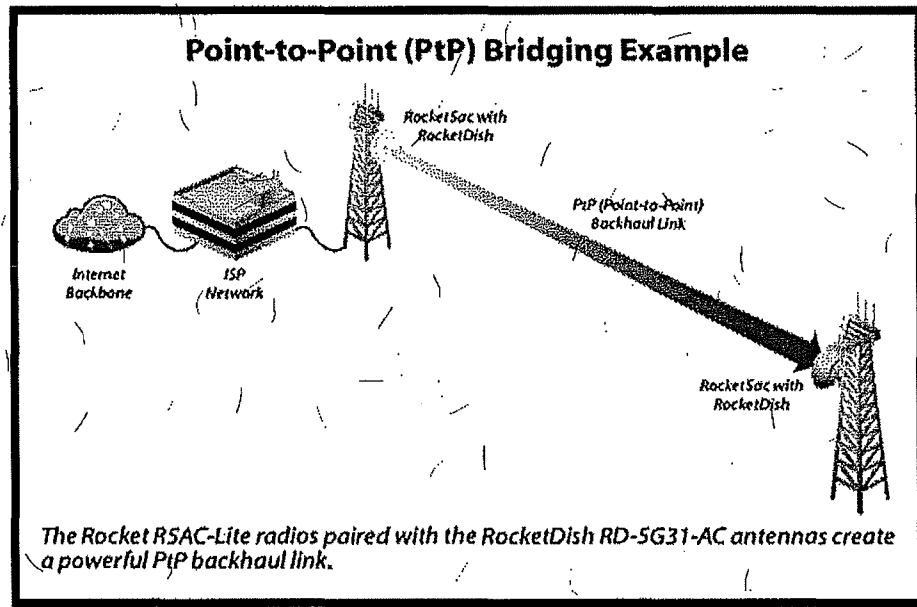 Point-to-Point (PtP) Bridging Example
Rocket5ac with
RocketDish
PtP (Point-to-Point)
Backhaul Link
Internet
Backbone
ISP
Network
Rocket5ac with
RocketDish
The Rocket R5AC-Lite radios paired with the RocketDish RD-5G31-AC antennas create
a powerful PtP backhaul link.